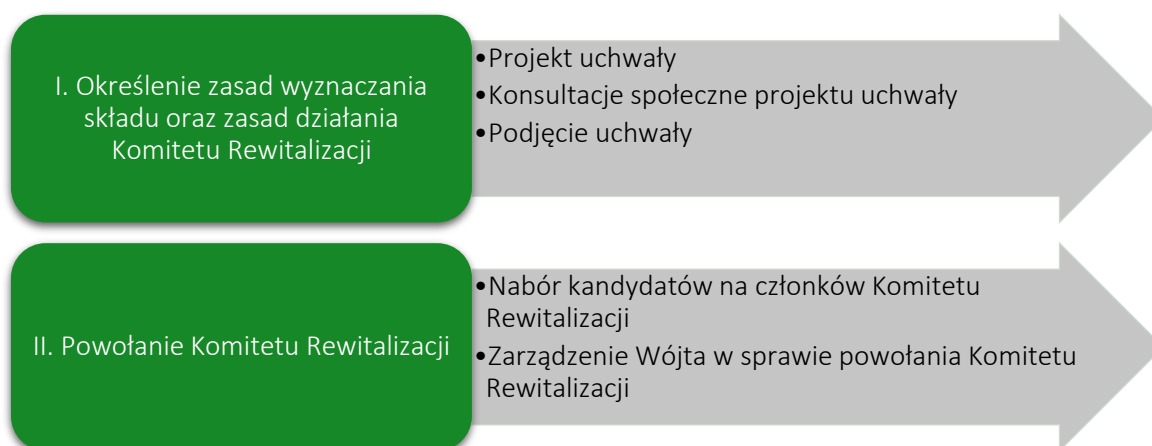 I. Określenie zasad wyznaczania
składu oraz zasad działania
Komitetu Rewitalizacji
•Projekt uchwały
•Konsultacje społeczne projektu uchwały
•Podjęcie uchwały
II. Powołanie Komitetu Rewitalizacji
•Nabór kandydatów na członków Komitetu
Rewitalizacji
•Zarządzenie Wójta w sprawie powołania Komitetu
Rewitalizacji